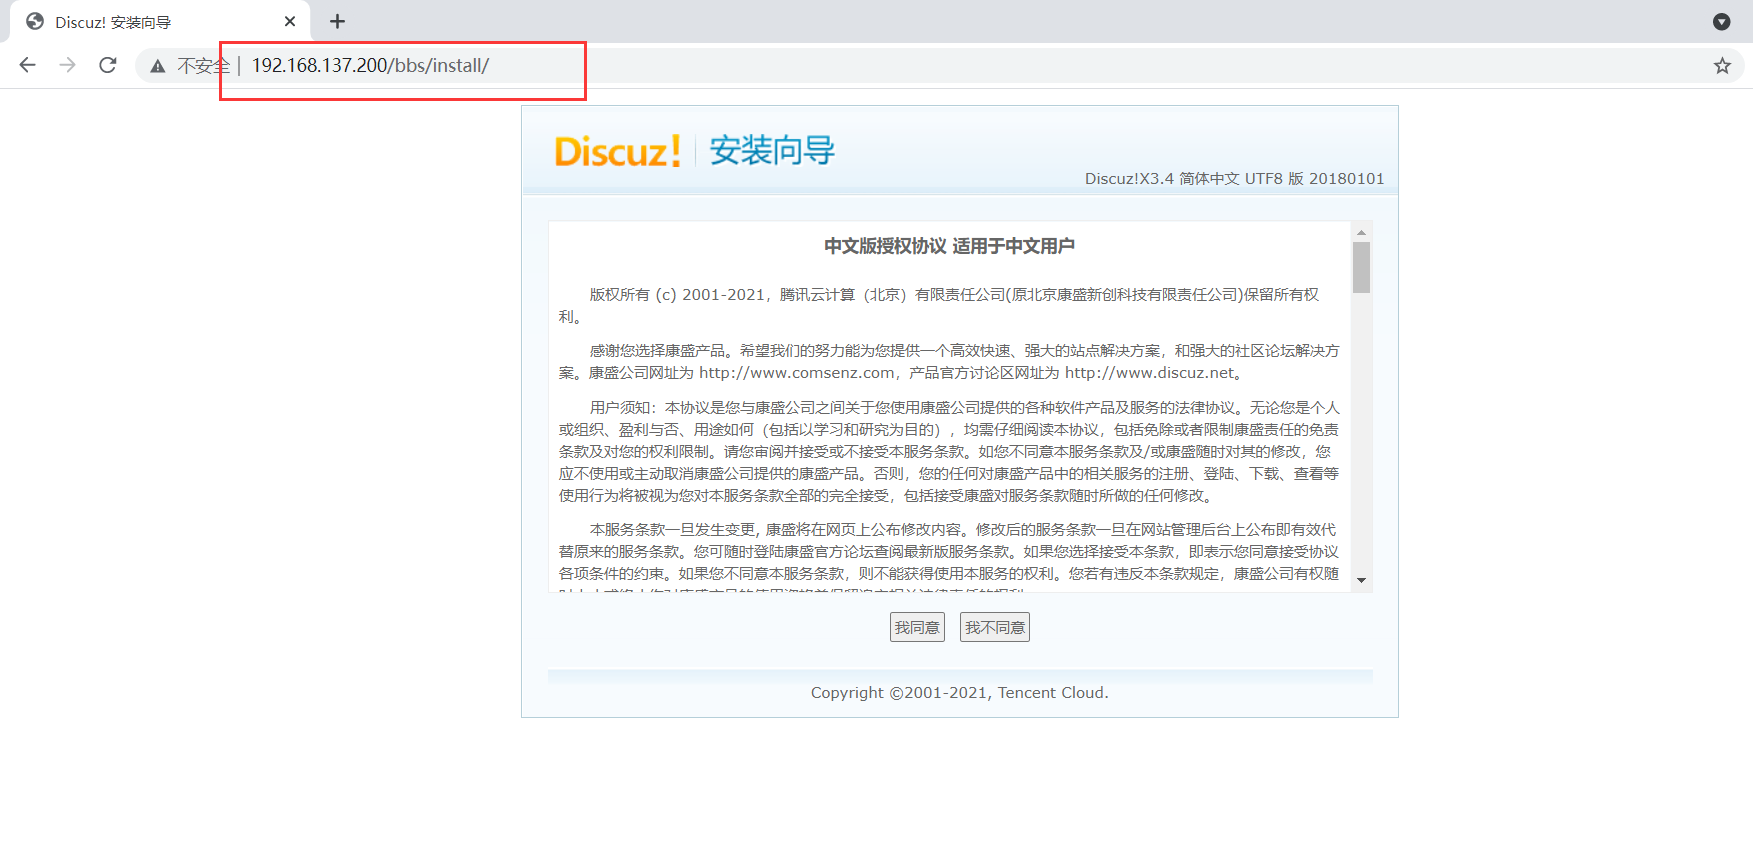 Discuz! 安装向导
不安全 | 192.168.137.200/bbs/install/
Discuz! 安装向导
Discuz!X3.4 简体中文 UTF8 版 20180101
中文版授权协议 适用于中文用户
版权所有 (c) 2001-2021，腾讯云计算（北京）有限责任公司(原北京康盛新创科技有限责任公司)保留所有权
利。
感谢您选择康盛产品。希望我们的努力能为您提供一个高效快速、强大的站点解决方案，和强大的社区论坛解决方
案。康盛公司网址为 http://www.comsenz.com，产品官方讨论区网址为 http://www.discuz.net。
用户须知：本协议是您与康盛公司之间关于您使用康盛公司提供的各种软件产品及服务的法律协议。无论您是个人
或组织、盈利与否、用途如何（包括以学习和研究为目的），均需仔细阅读本协议，包括免除或者限制康盛责任的免责
条款及对您的权利限制。请您审阅并接受或不接受本服务条款。如您不同意本服务条款及/或康盛随时对其的修改，您
应不使用或主动取消康盛公司提供的康盛产品。否则，您的任何对康盛产品中的相关服务的注册、登陆、下载、查看等
使用行为将被视为您对本服务条款全部的完全接受，包括接受康盛对服务条款随时所做的任何修改。
本服务条款一旦发生变更, 康盛将在网页上公布修改内容。修改后的服务条款一旦在网站管理后台上公布即有效代
替原来的服务条款。您可随时登陆康盛官方论坛查阅最新版服务条款。如果您选择接受本条款，即表示您同意接受协议
各项条件的约束。如果您不同意本服务条款，则不能获得使用本服务的权利。您若有违反本条款规定，康盛公司有权随
我同意 我不同意
Copyright ©2001-2021, Tencent Cloud.